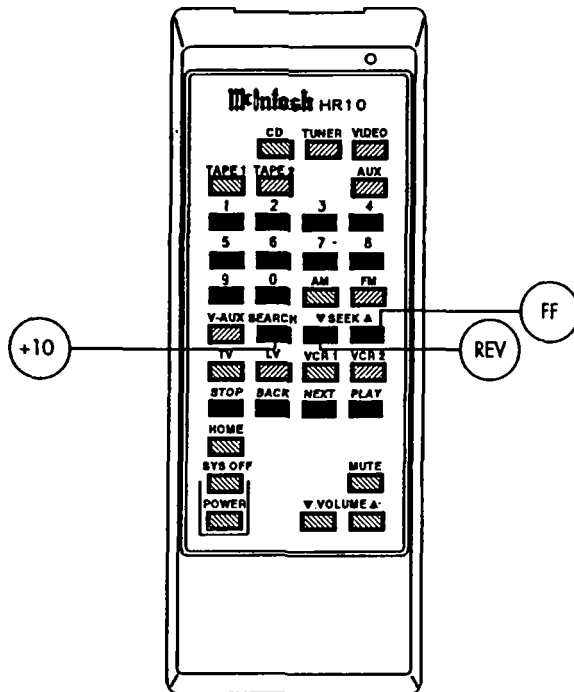 McIntosh HR10
CD TUNER VIDEO
TAPE 1 TAPE 2 AUX
1 2 3 4
5 6 7 - 8
9 0 AM FM
V-AUX SEARCH ▼ SEEK ▲
FF
+10
REV
TV LV VCR 1 VCR 2
STOP BACK NEXT PLAY
HOME
SYS OFF MUTE
POWER ▼.VOLUME ▲-